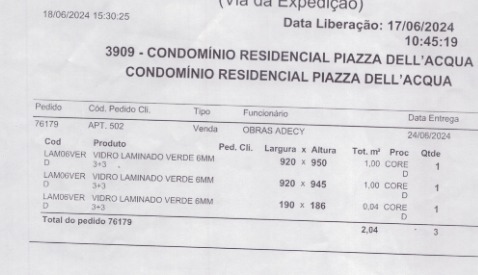 (Via da Expedição)
18/06/2024 15:30:25
Data Liberação: 17/06/2024
10:45:19
3909 - CONDOMÍNIO RESIDENCIAL PIAZZA DELL'ACQUA
CONDOMÍNIO RESIDENCIAL PIAZZA DELL'ACQUA
Pedido Cód. Pedido Cli. Tipo Funcionário Data Entrega
76179 APT. 502 Venda OBRAS ADECY 24/06/2024
Cod Produto Ped. Cli. Largura x Altura Tot. m² Proc Qtde
LAM06VER VIDRO LAMINADO VERDE 6MM 920 x 950 1,00 CORE 1
D 3+3 D
LAM06VER VIDRO LAMINADO VERDE 6MM 920 x 945 1,00 CORE 1
D 3+3 D
LAM06VER VIDRO LAMINADO VERDE 6MM 190 x 186 0,04 CORE 1
D 3+3 D
Total do pedido 76179 2,04 3